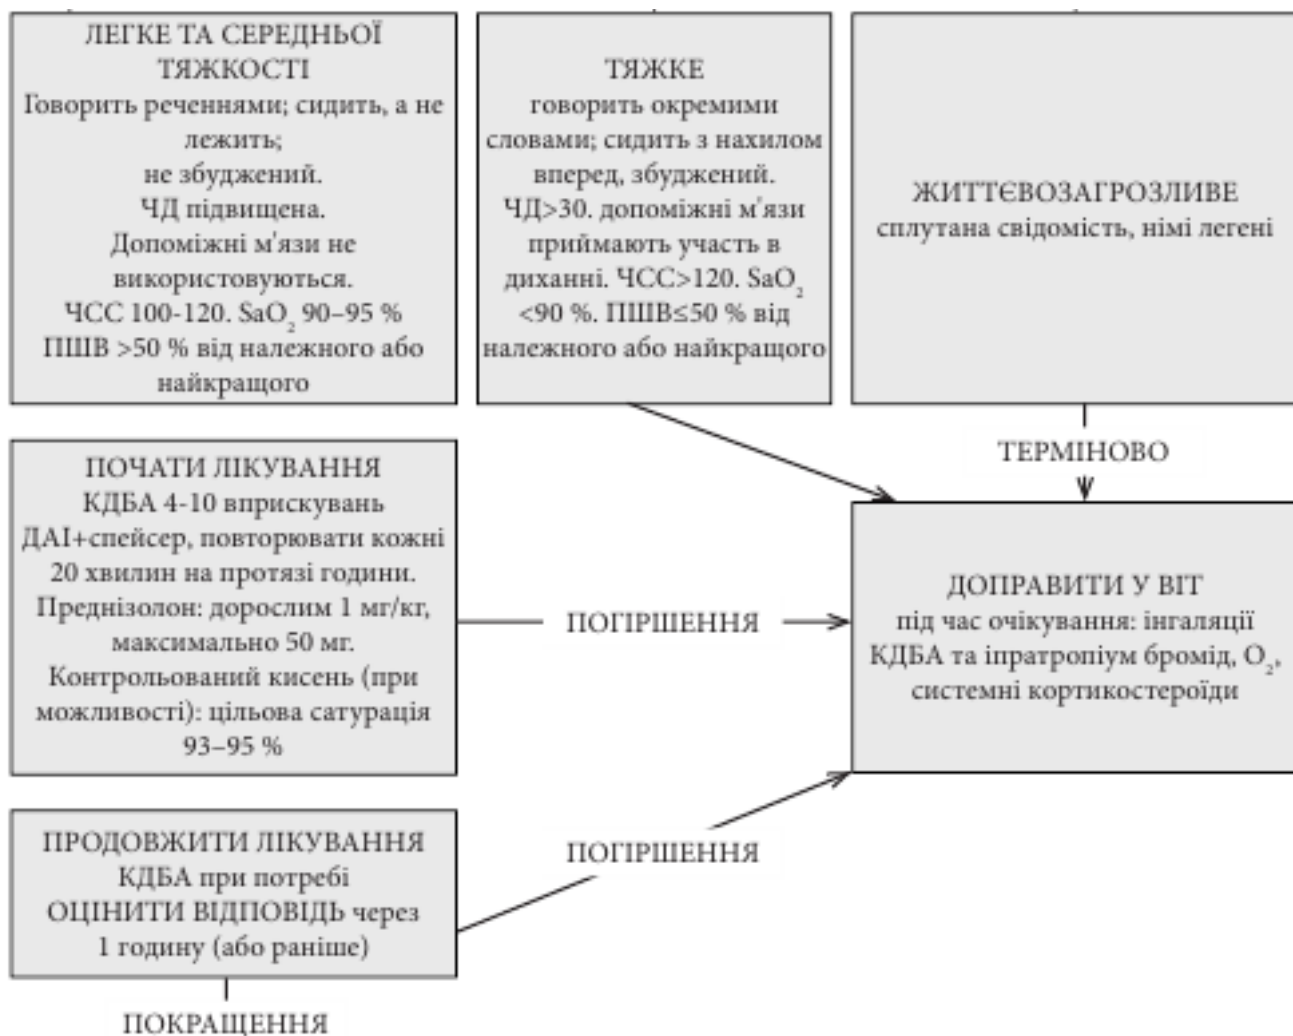 ЛЕГКЕ ТА СЕРЕДНЬОЇ
ТЯЖКОСТІ
Говорить реченнями; сидить, а не
лежить;
не збуджений.
ЧД підвищена.
Допоміжні м'язи не
використовуються.
ЧСС 100-120. SaO₂ 90–95 %
ПШВ >50 % від належного або
найкращого
ТЯЖКЕ
говорить окремими
словами; сидить з нахилом
вперед, збуджений.
ЧД>30. допоміжні м'язи
приймають участь в
диханні. ЧСС>120. SaO₂
<90 %. ПШВ≤50 % від
належного або найкращого
ЖИТТЄВОЗАГРОЗЛИВЕ
сплутана свідомість, німі легені
ТЕРМІНОВО
ПОЧАТИ ЛІКУВАННЯ
КДБА 4-10 вприскувань
ДАІ+спейсер, повторювати кожні
20 хвилин на протязі години.
Преднізолон: дорослим 1 мг/кг,
максимально 50 мг.
Контрольований кисень (при
можливості): цільова сатурація
93–95 %
ПОГІРШЕННЯ
ДОПРАВИТИ У ВІТ
під час очікування: інгаляції
КДБА та іпратропіум бромід, O₂,
системні кортикостероїди
ПРОДОВЖИТИ ЛІКУВАННЯ
КДБА при потребі
ОЦІНИТИ ВІДПОВІДЬ через
1 годину (або раніше)
ПОГІРШЕННЯ
ПОКРАЩЕННЯ